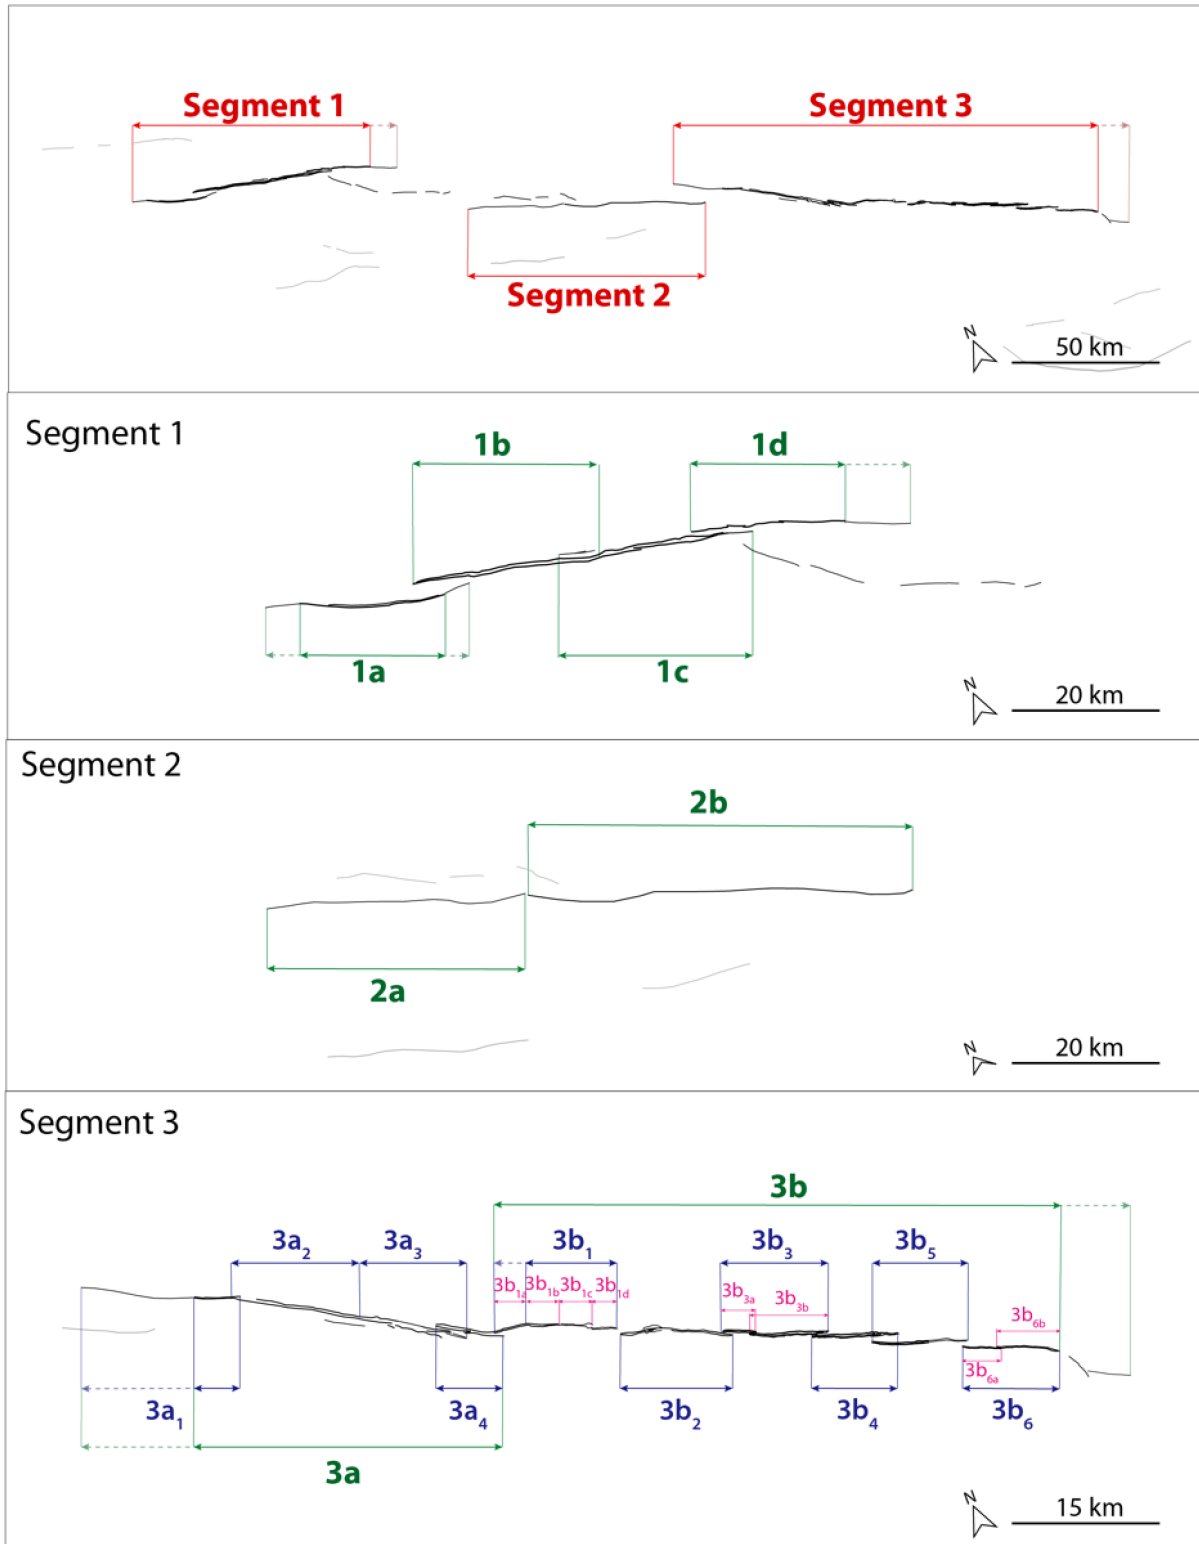 Segment 1
Segment 3
Segment 2
N
50 km
Segment 1
1b
1d
1a
1c
N
20 km
Segment 2
2b
2a
N
20 km
Segment 3
3b
3a₂
3a₃
3b₁
3b₃
3b₅
3b₁ₐ
3b₁b
3b₁c
3b₁d
3b₃ₐ
3b₃b
3b₆b
3b₆ₐ
3a₁
3a₄
3b₂
3b₄
3b₆
3a
N
15 km